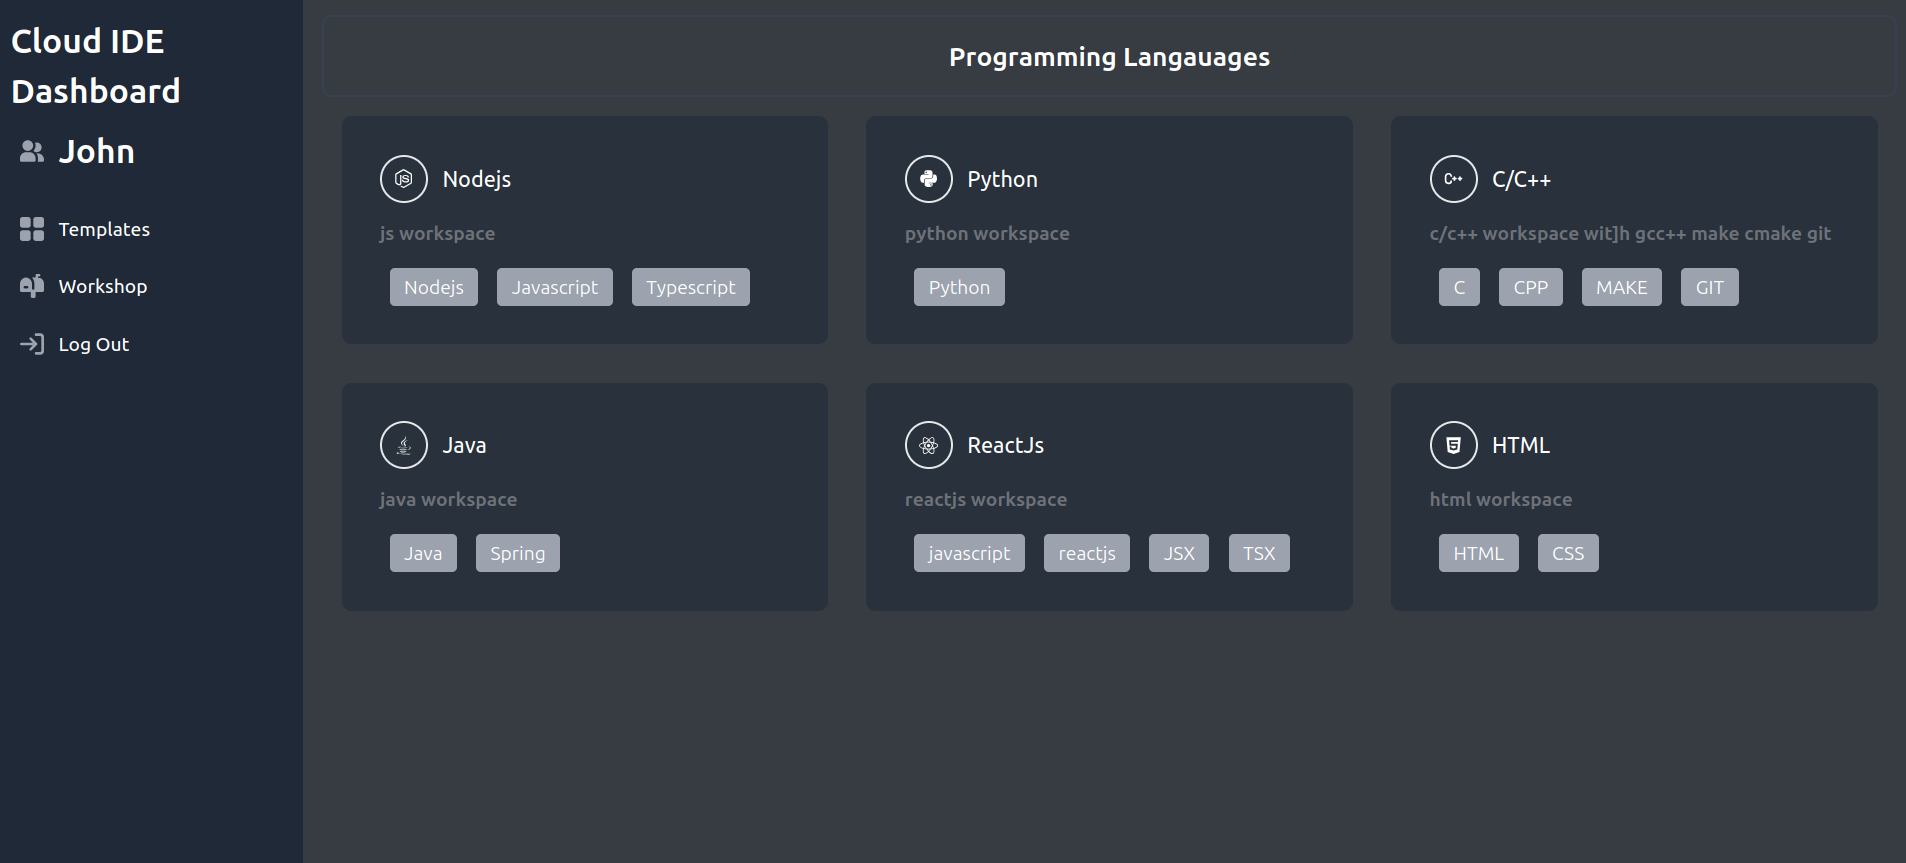 Cloud IDE
Dashboard
John
Templates
Workshop
Log Out
Programming Langauages
Nodejs
js workspace
Nodejs Javascript Typescript
Python
python workspace
Python
C/C++
c/c++ workspace wit]h gcc++ make cmake git
C CPP MAKE GIT
Java
java workspace
Java Spring
ReactJs
reactjs workspace
javascript reactjs JSX TSX
HTML
html workspace
HTML CSS